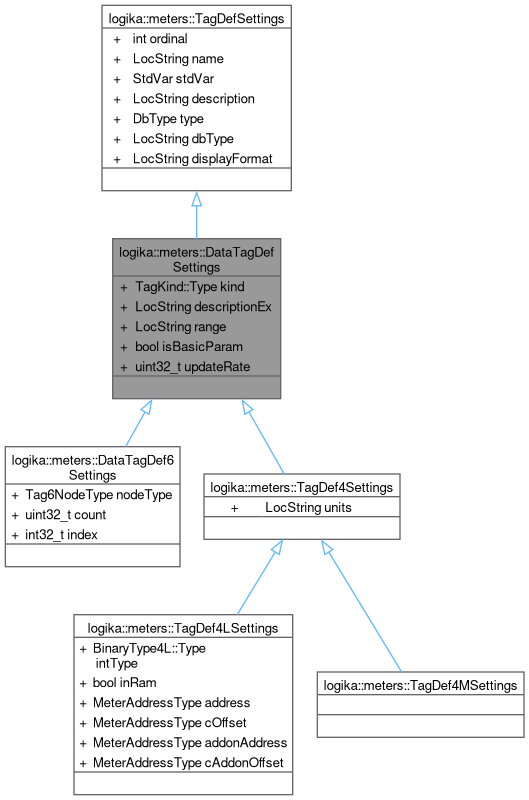 logika::meters::TagDefSettings
+ int ordinal
+ LocString name
+ StdVar stdVar
+ LocString description
+ DbType type
+ LocString dbType
+ LocString displayFormat
logika::meters::DataTagDef
Settings
+ TagKind::Type kind
+ LocString descriptionEx
+ LocString range
+ bool isBasicParam
+ uint32_t updateRate
logika::meters::DataTagDef6
Settings
+ Tag6NodeType nodeType
+ uint32_t count
+ int32_t index
logika::meters::TagDef4Settings
+ LocString units
logika::meters::TagDef4LSettings
+ BinaryType4L::Type
intType
+ bool inRam
+ MeterAddressType address
+ MeterAddressType cOffset
+ MeterAddressType addonAddress
+ MeterAddressType cAddonOffset
logika::meters::TagDef4MSettings